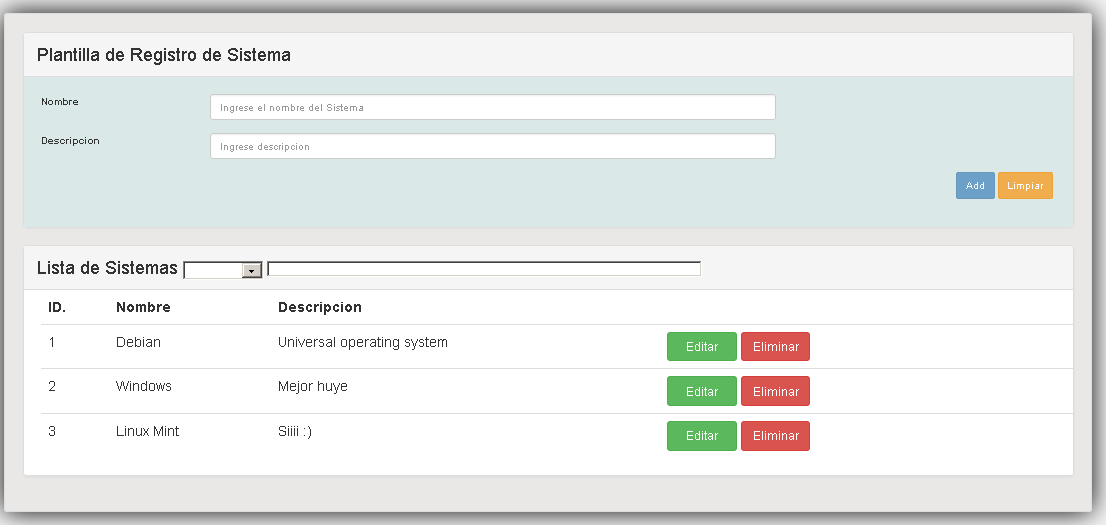 Plantilla de Registro de Sistema
Nombre
Ingrese el nombre del Sistema
Descripcion
Ingrese descripcion
Add Limpiar
Lista de Sistemas
ID. Nombre Descripcion
1 Debian Universal operating system Editar Eliminar
2 Windows Mejor huye Editar Eliminar
3 Linux Mint Siiii :) Editar Eliminar